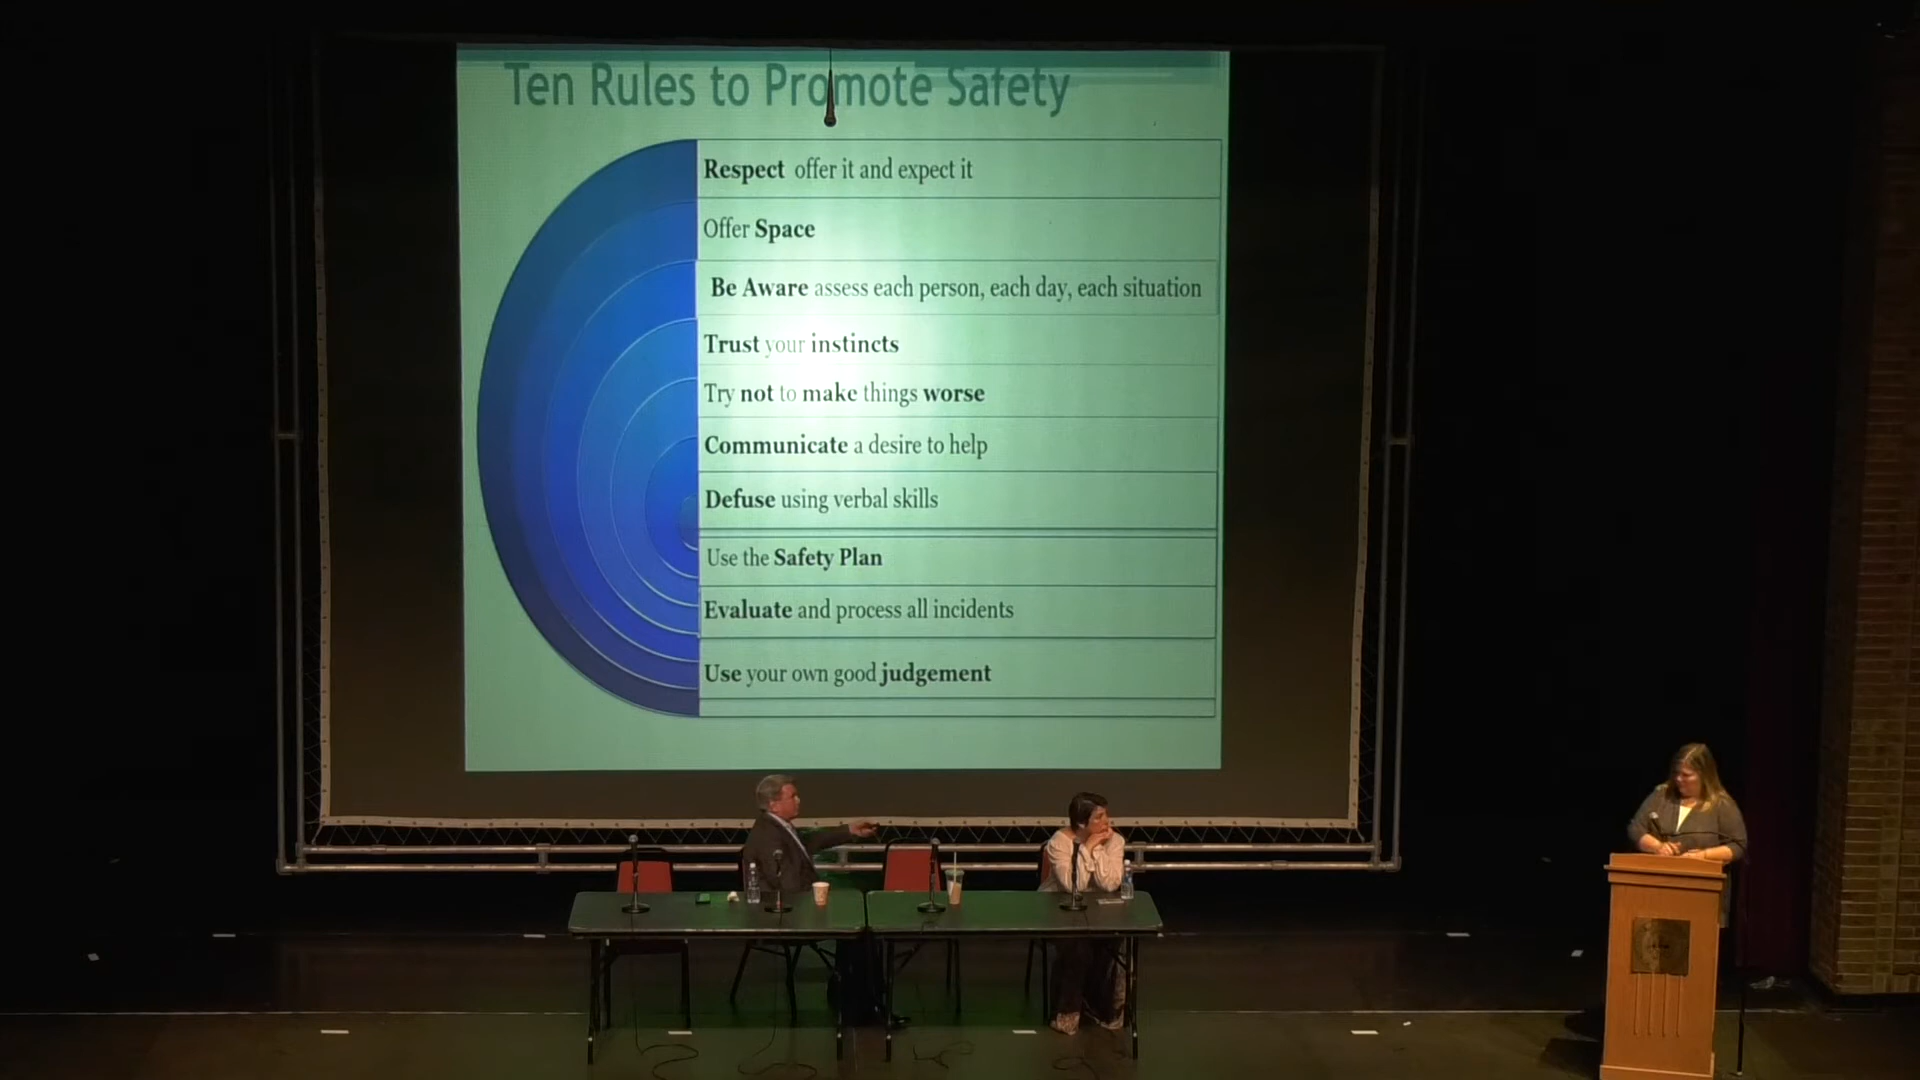 Ten Rules to Promote Safety
Respect offer it and expect it
Offer Space
Be Aware assess each person, each day, each situation
Trust your instincts
Try not to make things worse
Communicate a desire to help
Defuse using verbal skills
Use the Safety Plan
Evaluate and process all incidents
Use your own good judgement